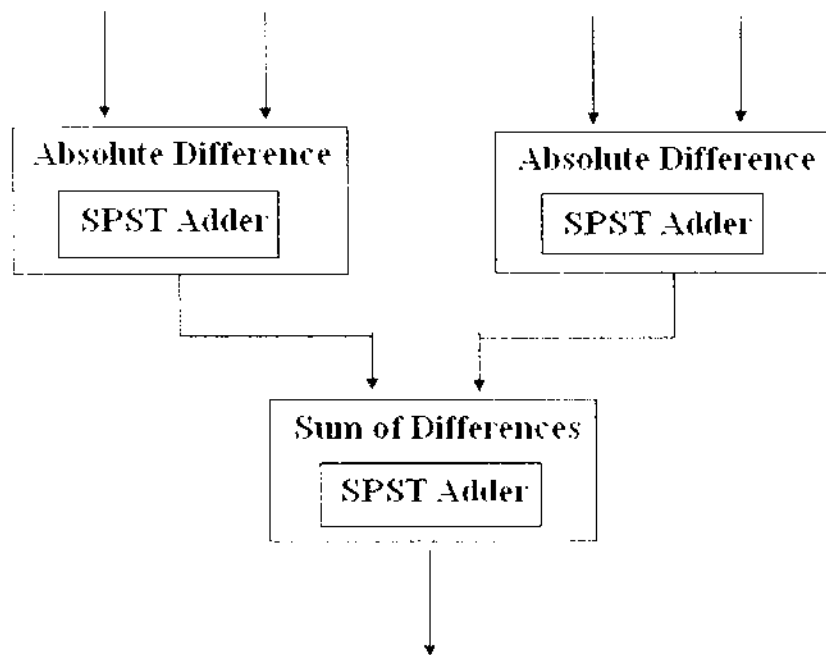 Absolute Difference
SPST Adder
Absolute Difference
SPST Adder
Sum of Differences
SPST Adder